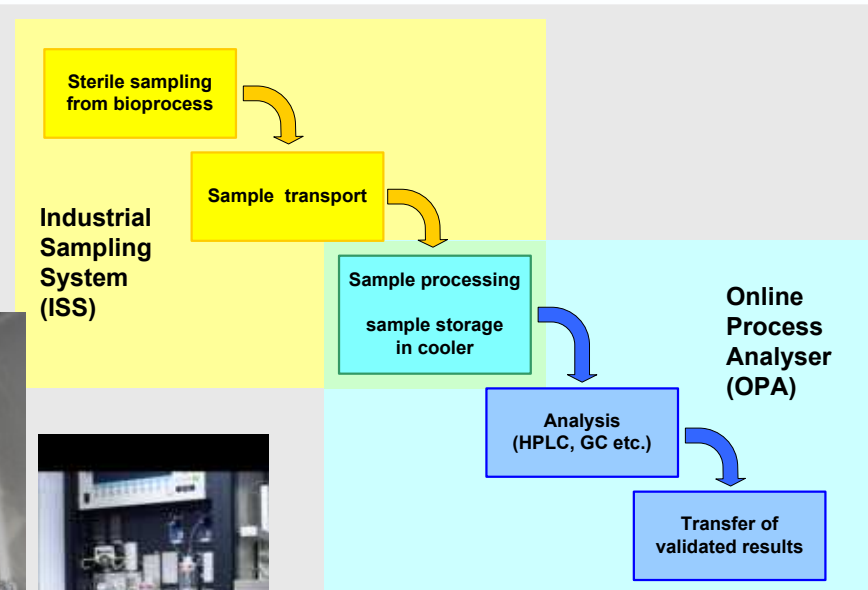 Sterile sampling
from bioprocess
Sample transport
Industrial
Sampling
System
(ISS)
Sample processing
sample storage
in cooler
Online
Process
Analyser
(OPA)
Analysis
(HPLC, GC etc.)
Transfer of
validated results